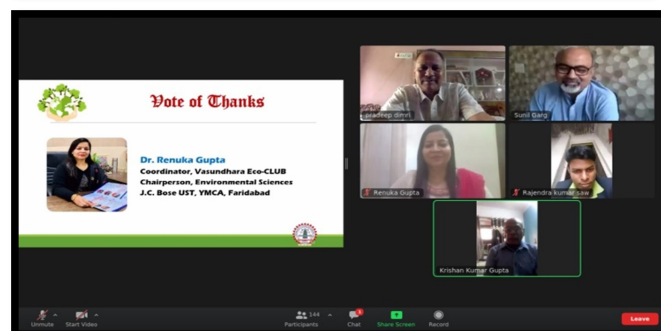 Vote of Thanks
Dr. Renuka Gupta
Coordinator, Vasundhara Eco-CLUB
Chairperson, Environmental Sciences
J.C. Bose UST, YMCA, Faridabad
pradeep dimri
Sunil Garg
Renuka Gupta
Rajendra kumar saw
Krishan Kumar Gupta
Unmute
Start Video
144
Participants
Chat
Share Screen
Record
Leave